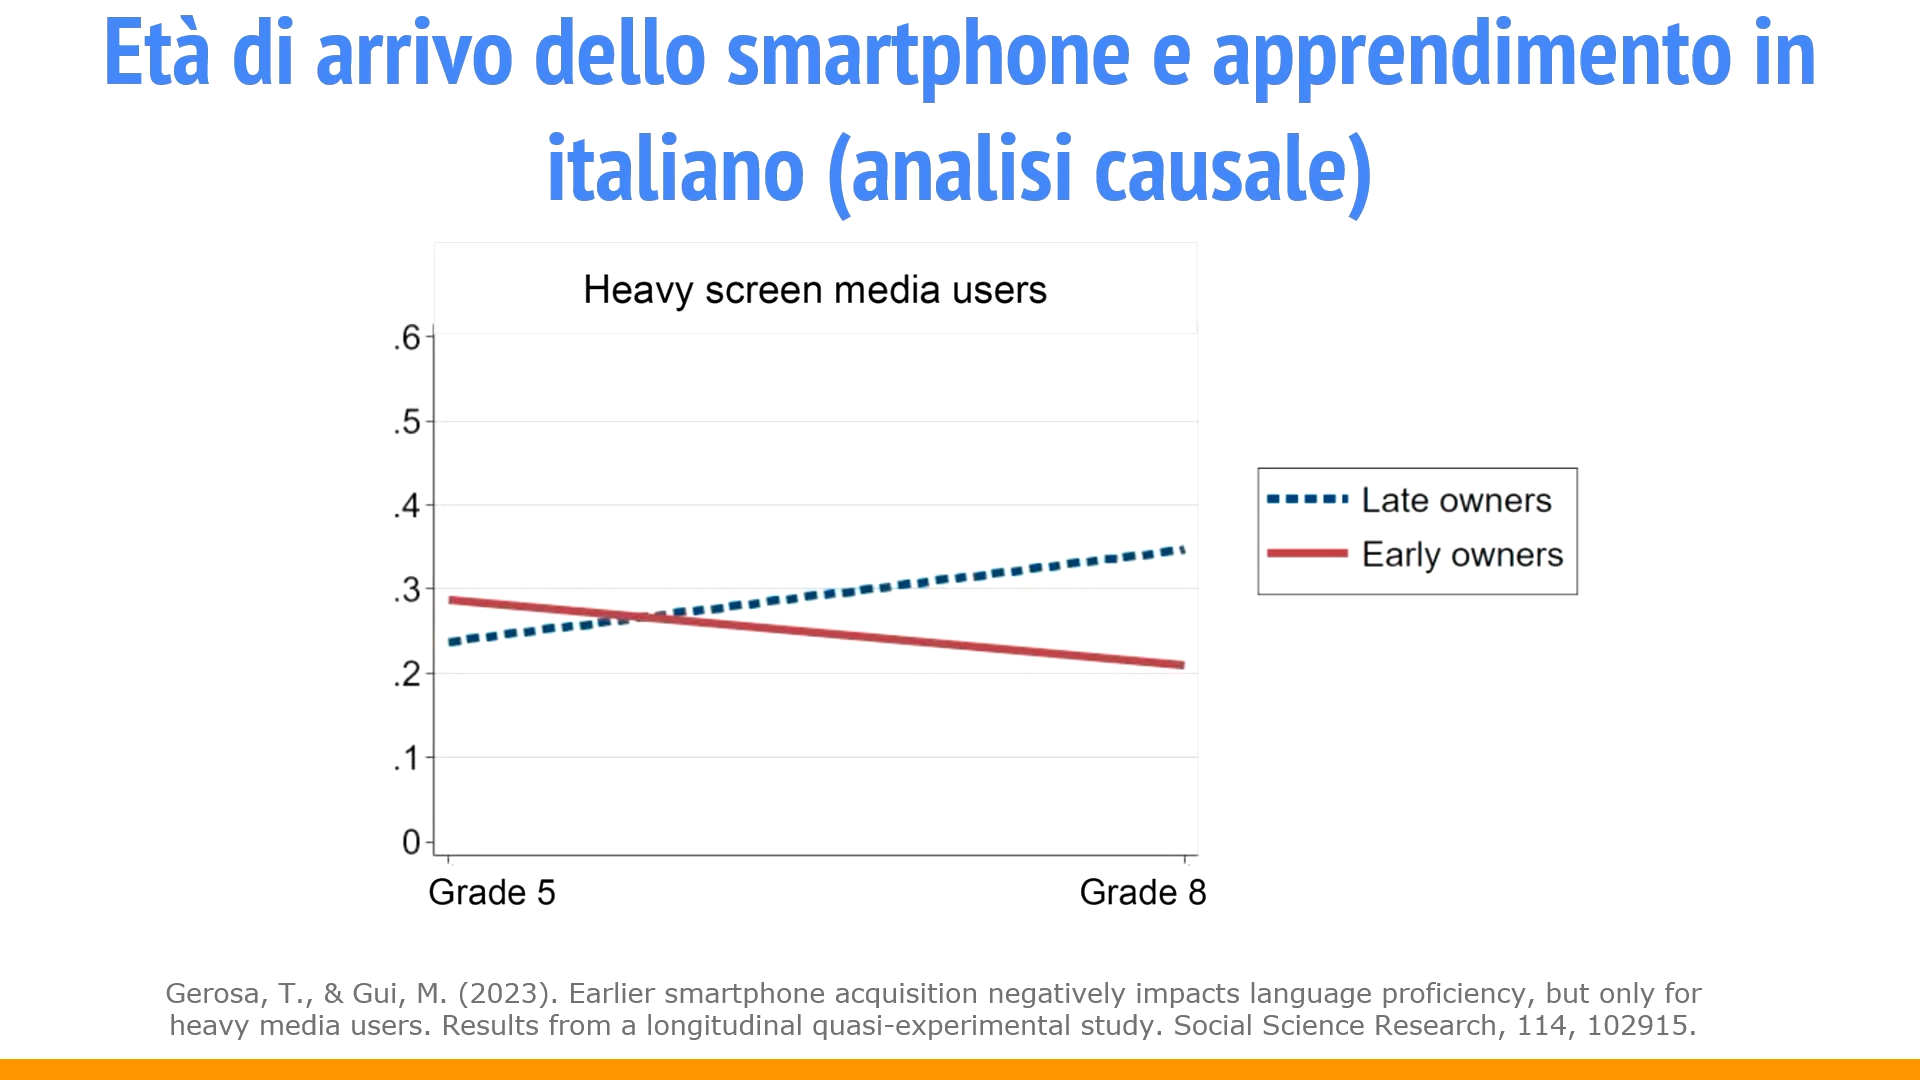 Età di arrivo dello smartphone e apprendimento in
italiano (analisi causale)
Heavy screen media users
.6
.5
.4
.3
.2
.1
0
Grade 5
Grade 8
Late owners
Early owners
Gerosa, T., & Gui, M. (2023). Earlier smartphone acquisition negatively impacts language proficiency, but only for
heavy media users. Results from a longitudinal quasi-experimental study. Social Science Research, 114, 102915.